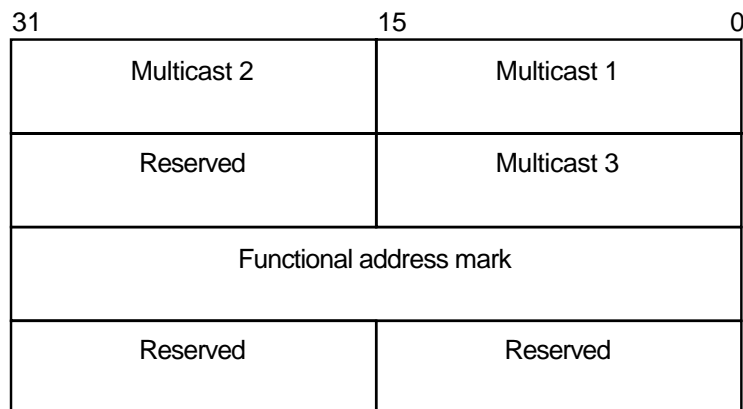 31 15 0
Multicast 2 Multicast 1
Reserved Multicast 3
Functional address mark
Reserved Reserved